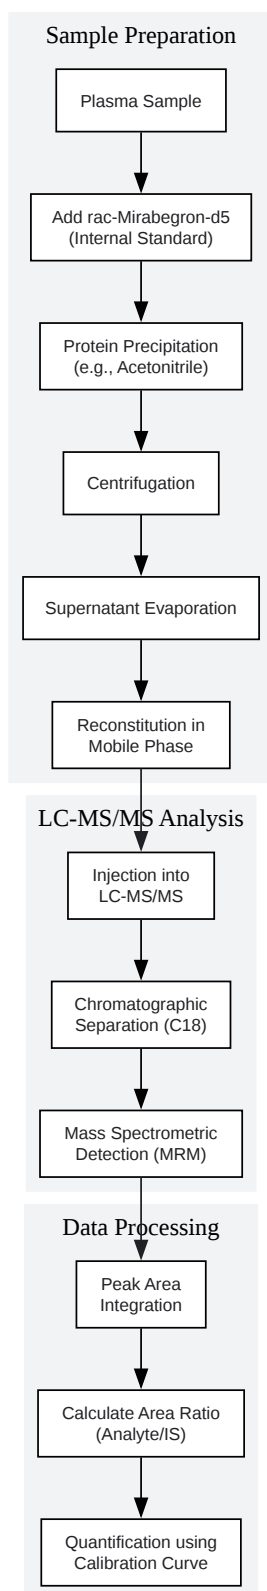 Sample Preparation
Plasma Sample
Add rac-Mirabegron-d5
(Internal Standard)
Protein Precipitation
(e.g., Acetonitrile)
Centrifugation
Supernatant Evaporation
Reconstitution in
Mobile Phase
LC-MS/MS Analysis
Injection into
LC-MS/MS
Chromatographic
Separation (C18)
Mass Spectrometric
Detection (MRM)
Data Processing
Peak Area
Integration
Calculate Area Ratio
(Analyte/IS)
Quantification using
Calibration Curve